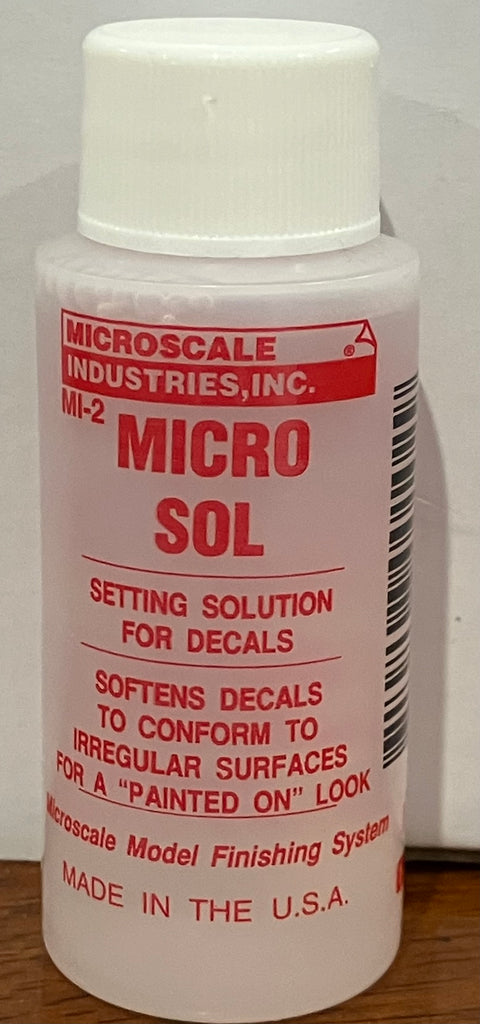 MICROSCALE
INDUSTRIES, INC. ®
MI-2
MICRO
SOL
SETTING SOLUTION
FOR DECALS
SOFTENS DECALS
TO CONFORM TO
IRREGULAR SURFACES
FOR A "PAINTED ON" LOOK
Microscale Model Finishing System
MADE IN THE U.S.A.